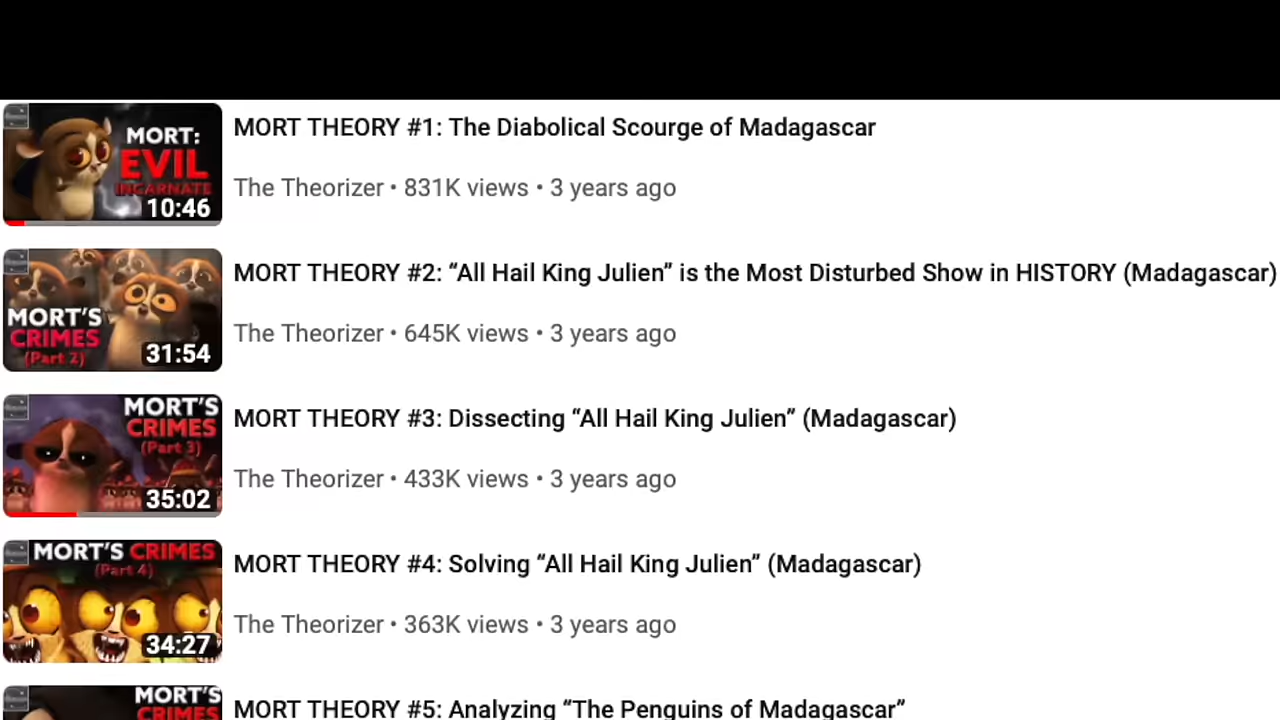 MORT:
EVIL
INCARNATE
10:46
MORT THEORY #1: The Diabolical Scourge of Madagascar
The Theorizer • 831K views • 3 years ago
MORT'S
CRIMES
(Part 2)
31:54
MORT THEORY #2: “All Hail King Julien” is the Most Disturbed Show in HISTORY (Madagascar)
The Theorizer • 645K views • 3 years ago
MORT'S
CRIMES
(Part 3)
35:02
MORT THEORY #3: Dissecting “All Hail King Julien” (Madagascar)
The Theorizer • 433K views • 3 years ago
MORT'S CRIMES
(Part 4)
34:27
MORT THEORY #4: Solving “All Hail King Julien” (Madagascar)
The Theorizer • 363K views • 3 years ago
MORT'S
CRIMES
MORT THEORY #5: Analyzing “The Penguins of Madagascar”